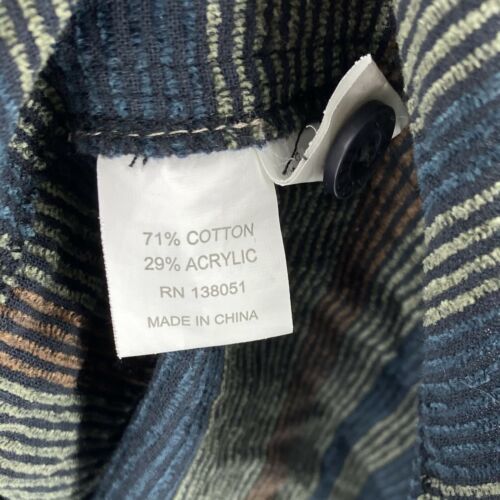 71% COTTON
29% ACRYLIC
RN 138051
MADE IN CHINA